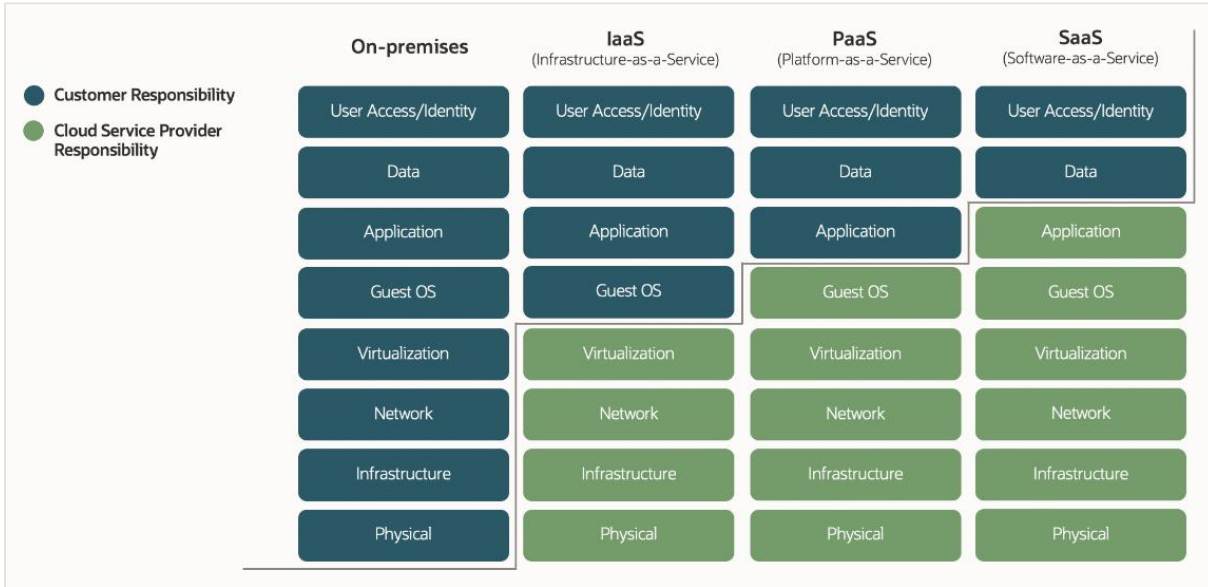 On-premises
IaaS
(Infrastructure-as-a-Service)
PaaS
(Platform-as-a-Service)
SaaS
(Software-as-a-Service)
Customer Responsibility
Cloud Service Provider
Responsibility
User Access/Identity
User Access/Identity
User Access/Identity
User Access/Identity
Data
Data
Data
Data
Application
Application
Application
Application
Guest OS
Guest OS
Guest OS
Guest OS
Virtualization
Virtualization
Virtualization
Virtualization
Network
Network
Network
Network
Infrastructure
Infrastructure
Infrastructure
Infrastructure
Physical
Physical
Physical
Physical